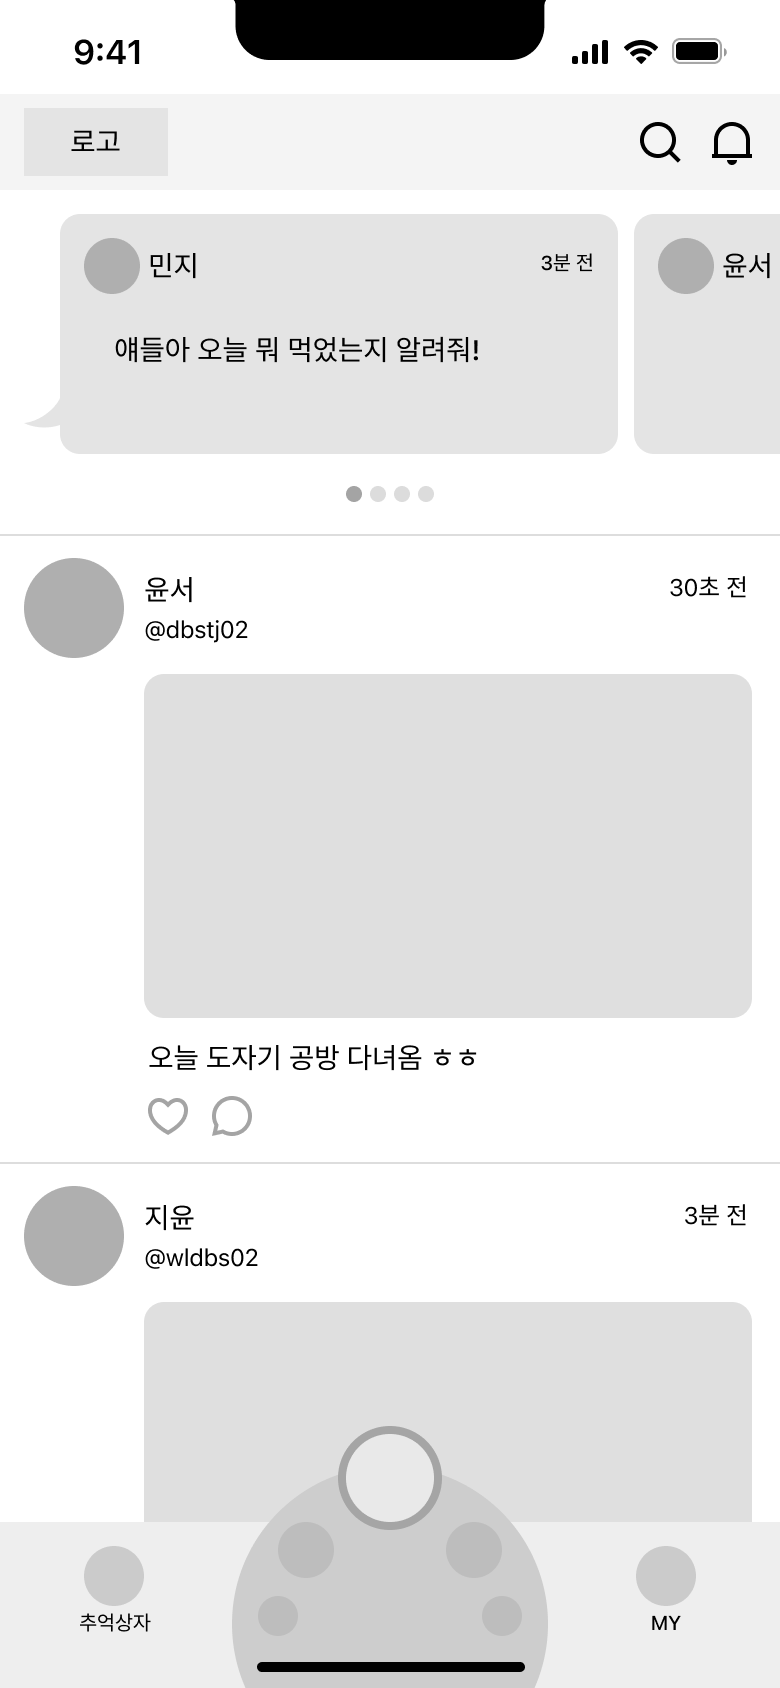 9:41
로고
민지
3분 전
윤서
얘들아 오늘 뭐 먹었는지 알려줘!
윤서
30초 전
@dbstj02
오늘 도자기 공방 다녀옴 ㅎㅎ
지윤
3분 전
@wldbs02
추억상자
MY